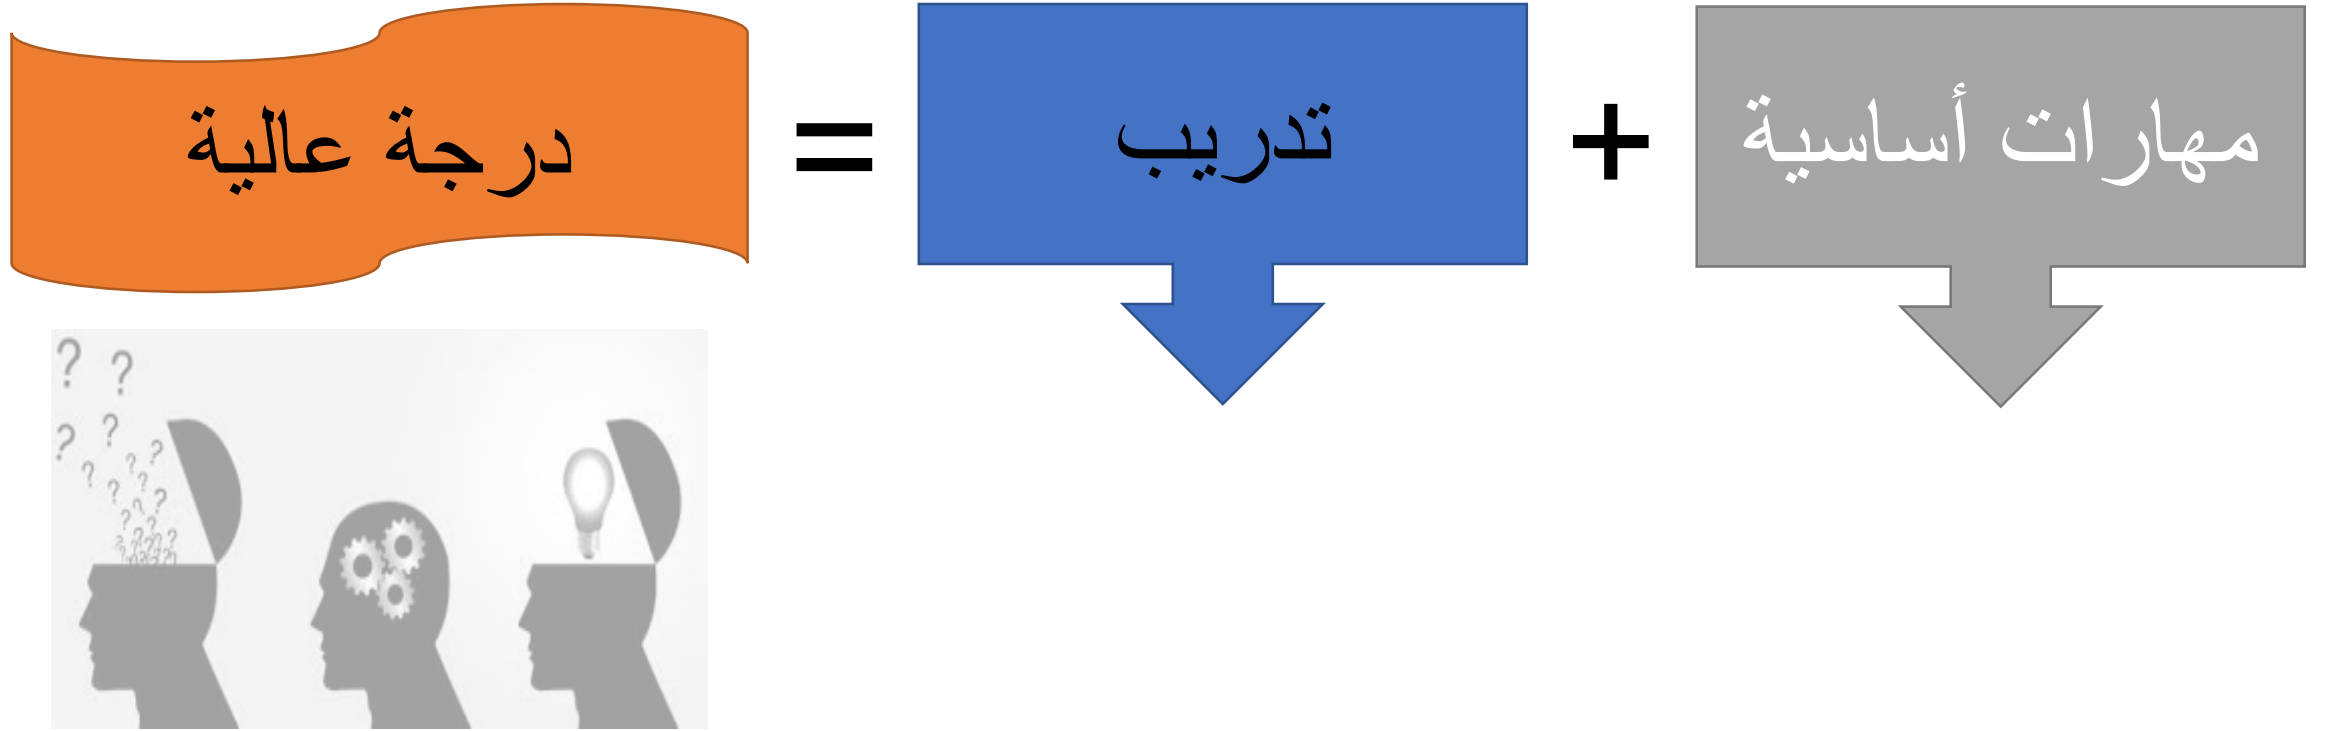 مهارات أساسية + تدريب = درجة عالية